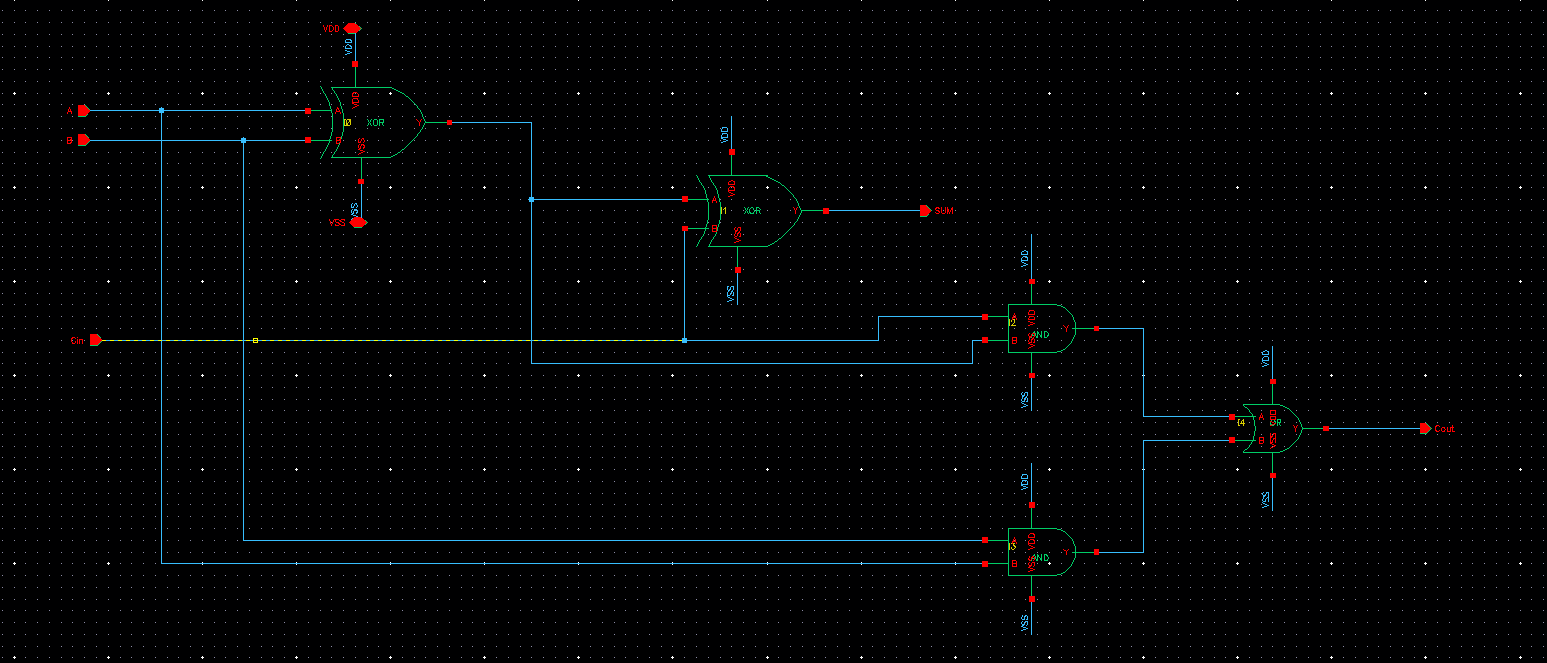 VDD
VDD
VDD
A
A
I0
XOR
Y
B
B
VSS
VSS
VSS
VDD
VDD
A
I1
XOR
Y
SUM
B
VSS
VSS
VDD
VDD
A
I2
AND
Y
B
VSS
VSS
Cin
VDD
VDD
A
I4
OR
Y
Cout
B
VSS
VSS
VDD
VDD
A
I3
AND
Y
B
VSS
VSS